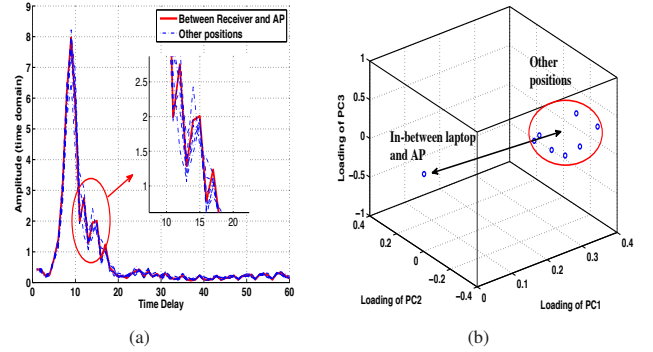 9
8
7
6
5
4
3
2
1
0
Amplitude (time domain)
Between Receiver and AP
Other positions
2.5
2
1.5
1
10 15 20
0 10 20 30 40 50 60
Time Delay
(a)
1
0.5
0
−0.5
−1
Loading of PC3
Other
positions
In-between laptop
and AP
0.4
0.2
0
−0.2
−0.4
Loading of PC2
0
0.1
0.2
0.3
0.4
Loading of PC1
(b)